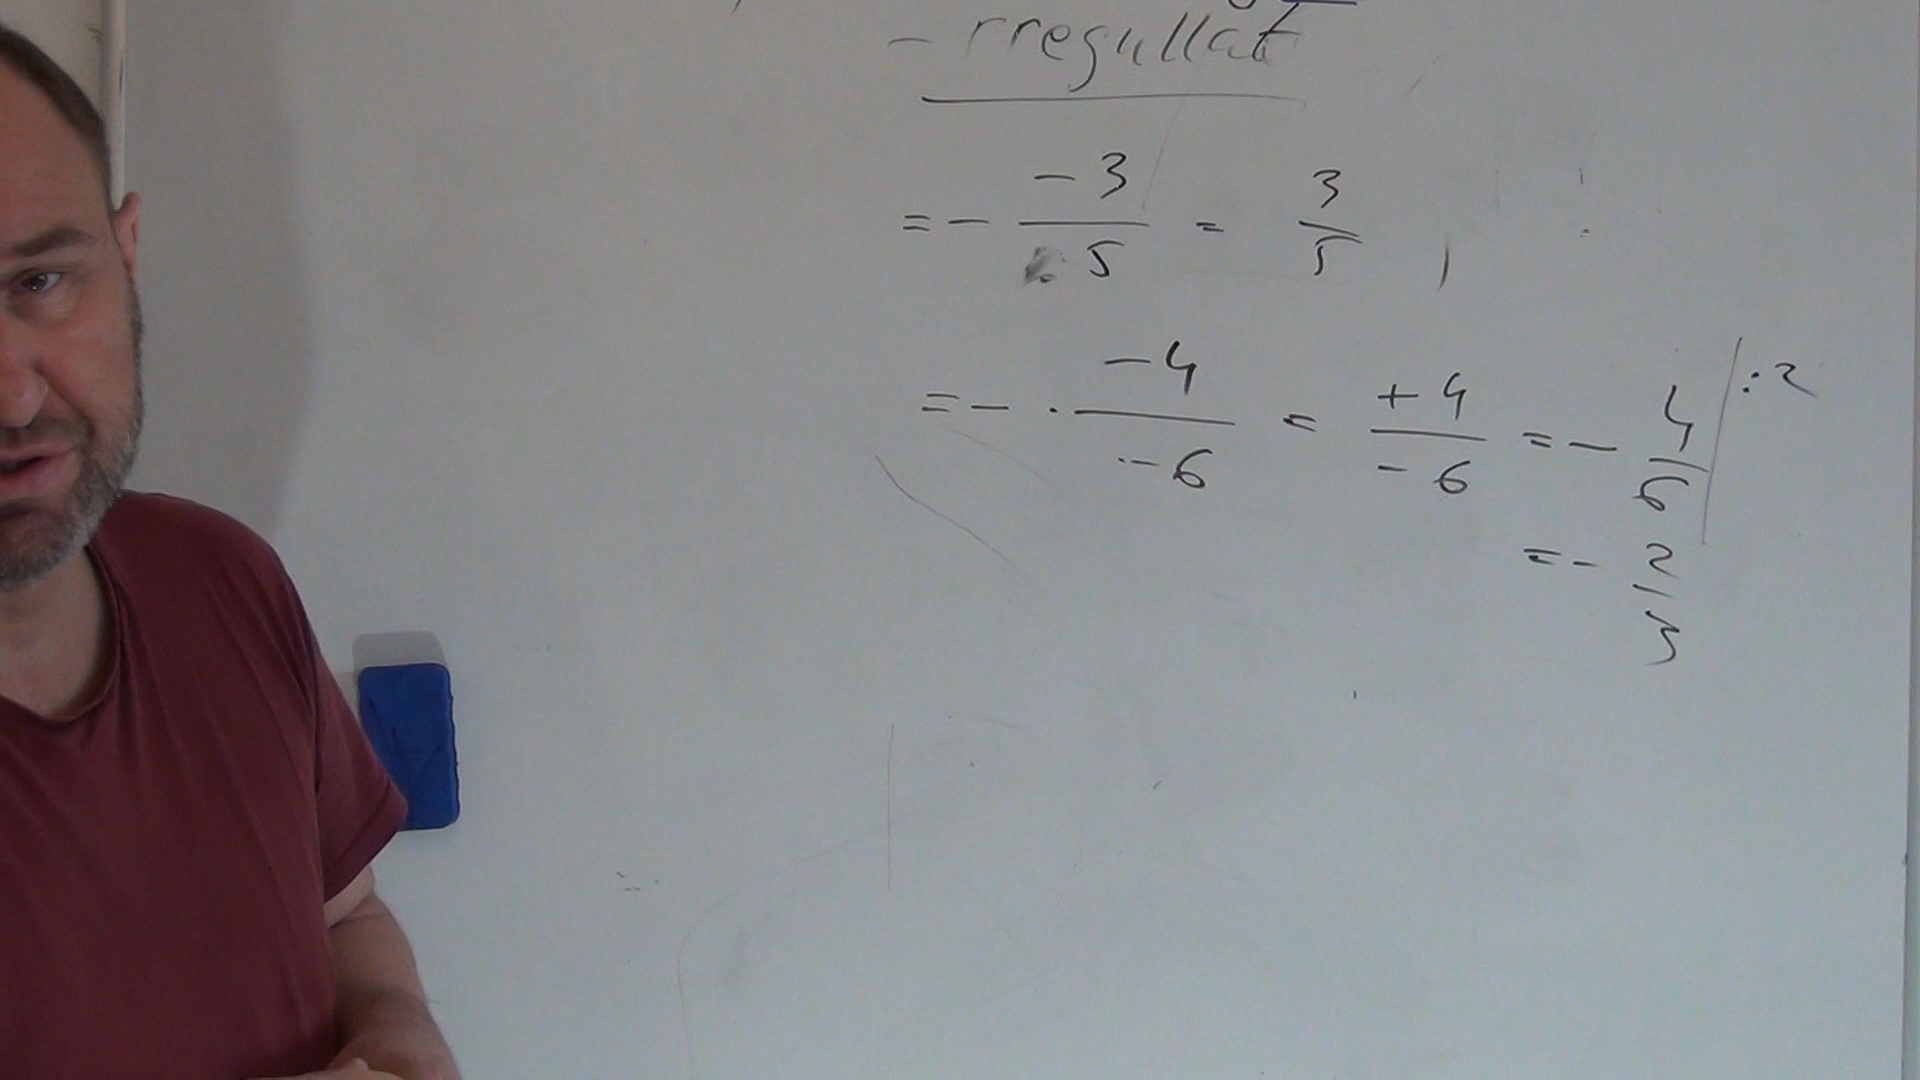 - rregullat
= - -3/5 = 3/5 ,
= - · -4/-6 = +4/-6 = - 4/6 | :2
= - 2/3